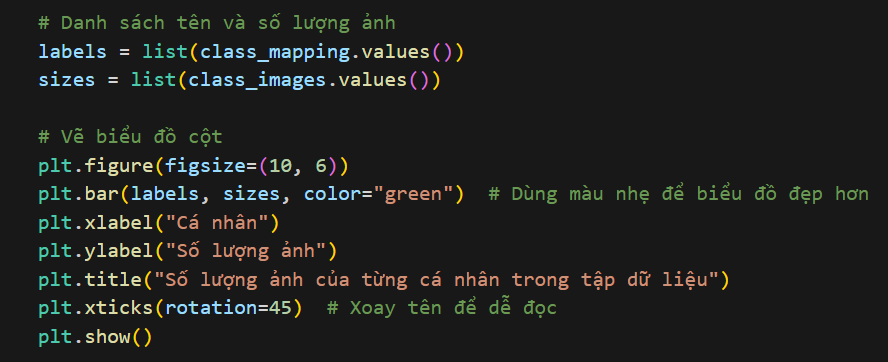 # Danh sách tên và số lượng ảnh
labels = list(class_mapping.values())
sizes = list(class_images.values())
# Vẽ biểu đồ cột
plt.figure(figsize=(10, 6))
plt.bar(labels, sizes, color="green")  # Dùng màu nhẹ để biểu đồ đẹp hơn
plt.xlabel("Cá nhân")
plt.ylabel("Số lượng ảnh")
plt.title("Số lượng ảnh của từng cá nhân trong tập dữ liệu")
plt.xticks(rotation=45)  # Xoay tên để dễ đọc
plt.show()